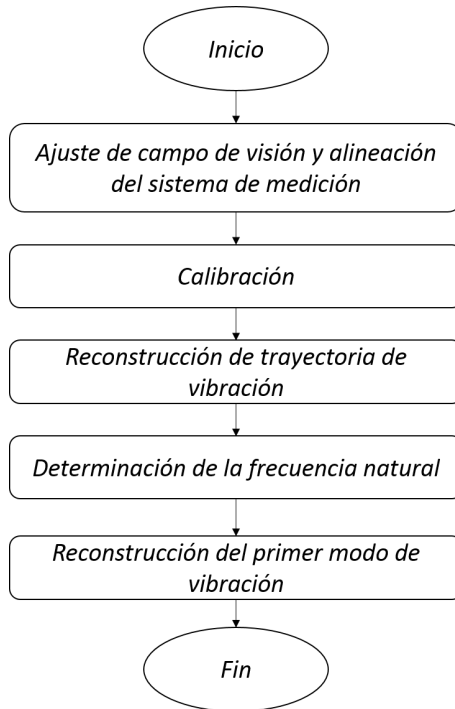 Inicio
Ajuste de campo de visión y alineación
del sistema de medición
Calibración
Reconstrucción de trayectoria de
vibración
Determinación de la frecuencia natural
Reconstrucción del primer modo de
vibración
Fin